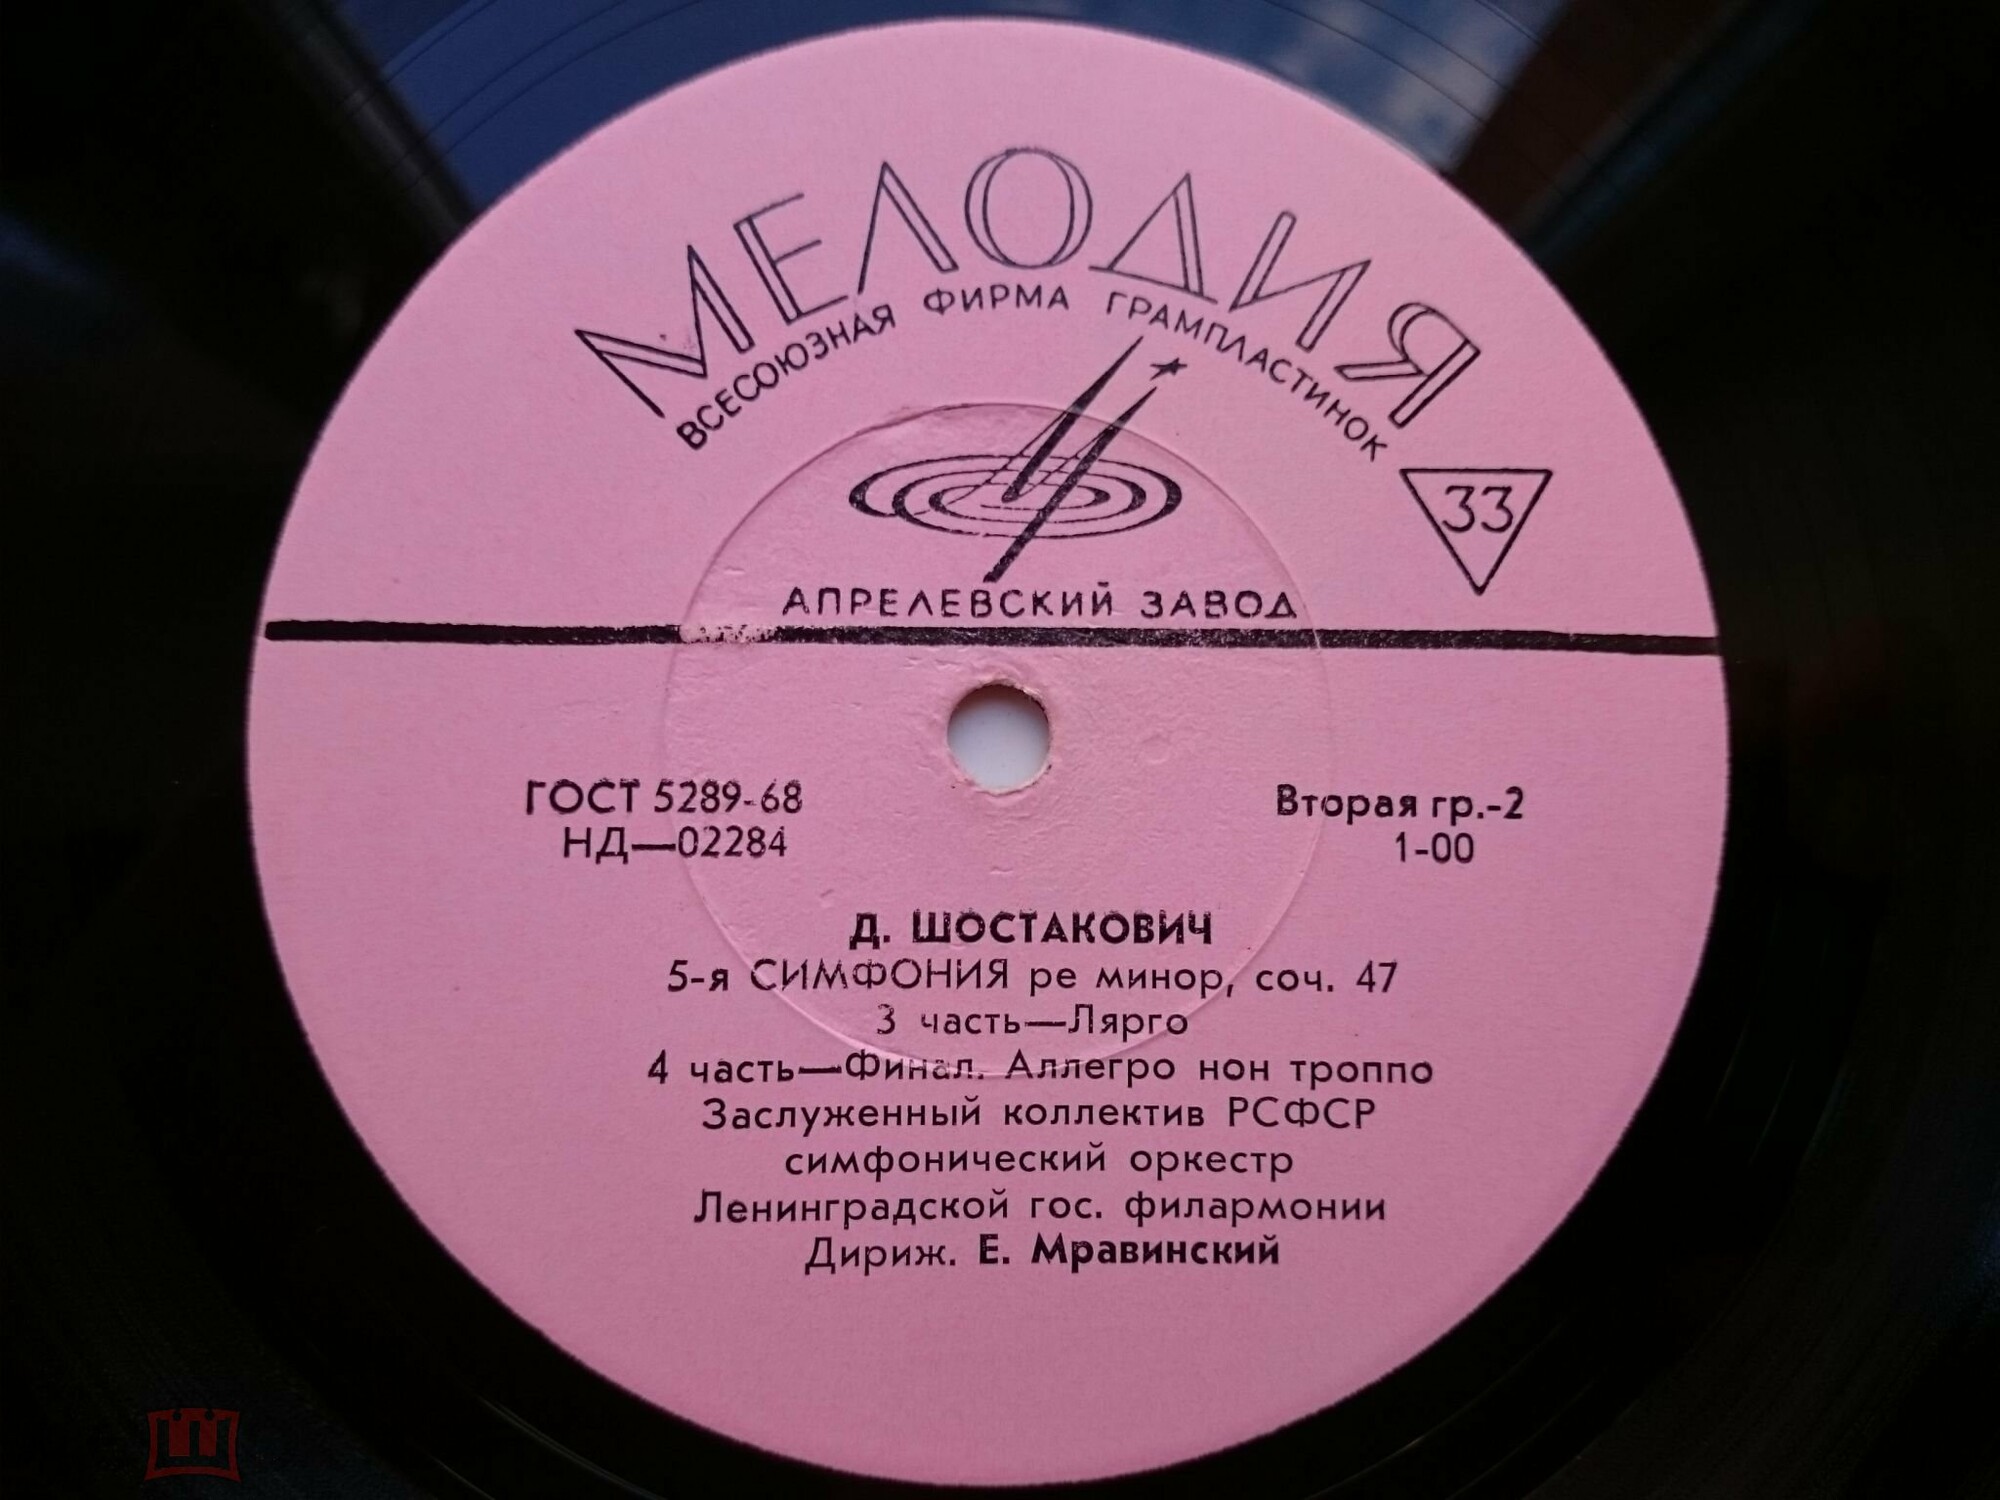 МЕЛОДИЯ
ВСЕСОЮЗНАЯ ФИРМА ГРАМПЛАСТИНОК
33
АПРЕЛЕВСКИЙ ЗАВОД
ГОСТ 5289-68
НД—02284
Вторая гр.-2
1-00
Д. ШОСТАКОВИЧ
5-я СИМФОНИЯ ре минор, соч. 47
3 часть—Лярго
4 часть—Финал. Аллегро нон троппо
Заслуженный коллектив РСФСР
симфонический оркестр
Ленинградской гос. филармонии
Дириж. Е. Мравинский